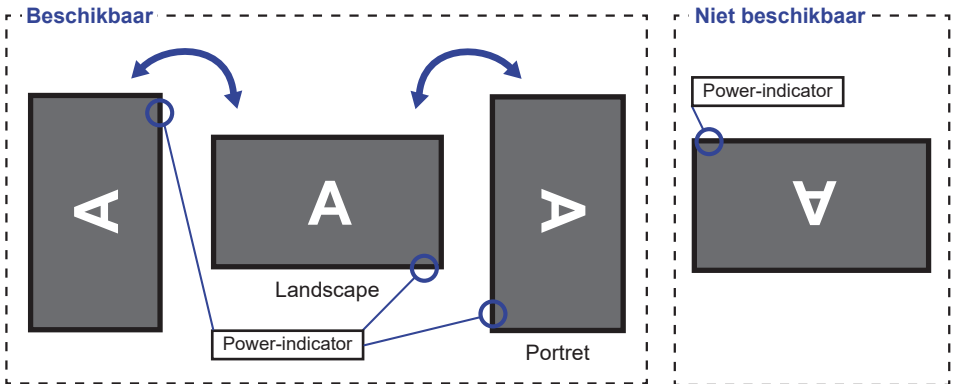 Beschikbaar
A
A
A
Landscape
Power-indicator
Portret
Niet beschikbaar
Power-indicator
A